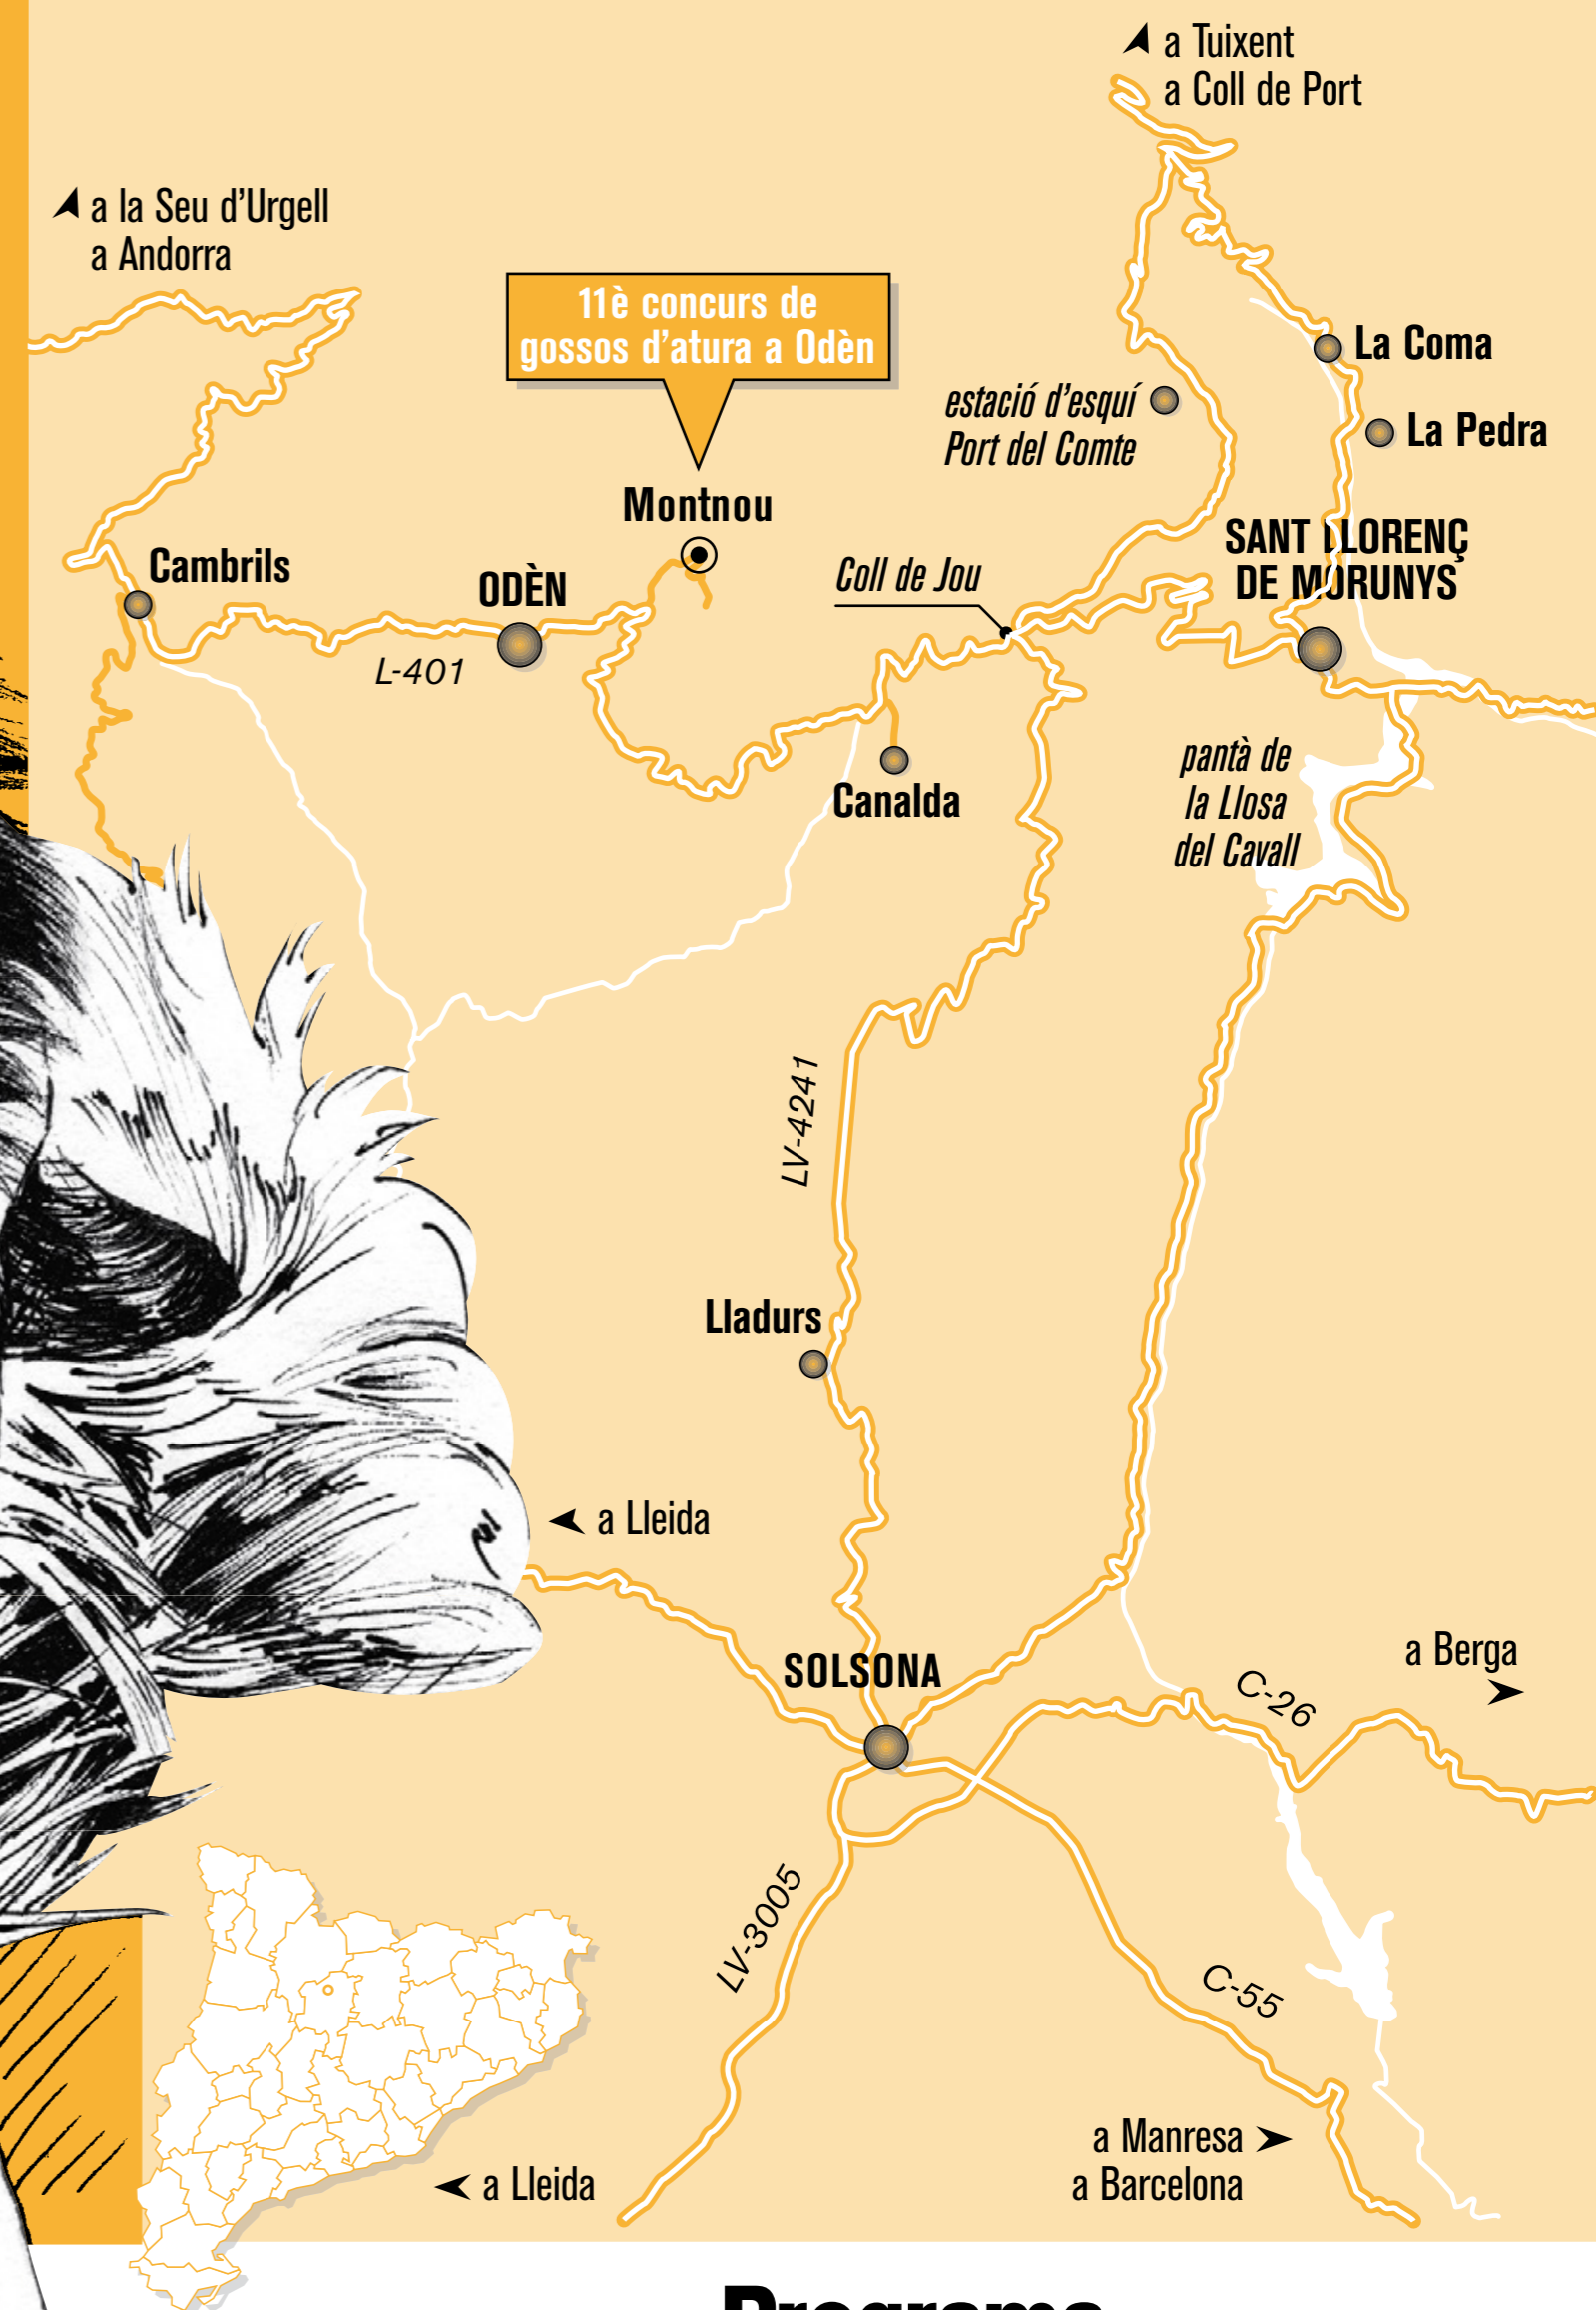 a Tuixent
a Coll de Port
a la Seu d'Urgell
a Andorra
11è concurs de
gossos d'atura a Odèn
La Coma
estació d'esquí
Port del Comte
La Pedra
Montnou
SANT LLORENÇ
DE MORUNYS
Cambrils
ODÈN
Coll de Jou
L-401
pantà de
la Llosa
del Cavall
Canalda
LV-4241
Lladurs
a Lleida
SOLSONA
a Berga
C-26
LV-3005
C-55
a Manresa
a Barcelona
a Lleida
Programa